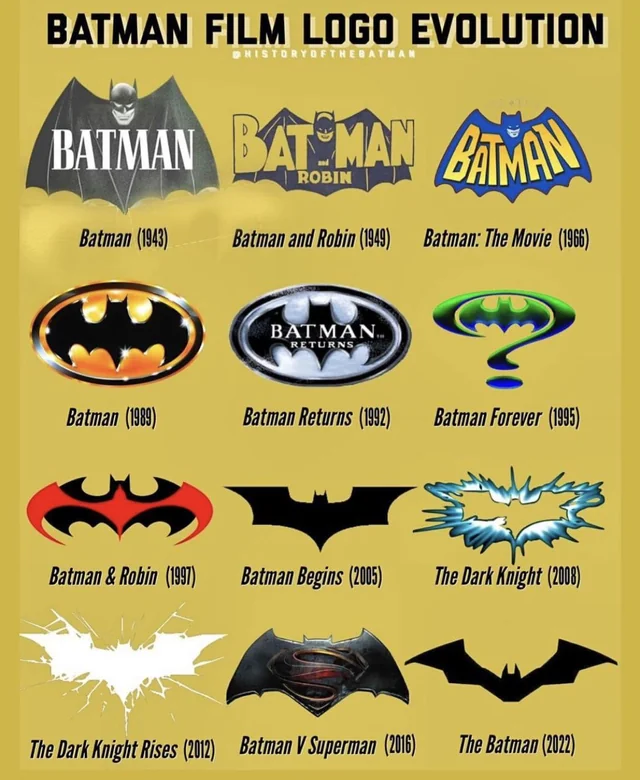 BATMAN FILM LOGO EVOLUTION
@HISTORYOFTHEBATMAN
BATMAN
BATMAN
ROBIN
BATMAN
Batman (1943)
Batman and Robin (1949)
Batman: The Movie (1966)
BATMAN™
RETURNS
Batman (1989)
Batman Returns (1992)
Batman Forever (1995)
Batman & Robin (1997)
Batman Begins (2005)
The Dark Knight (2008)
The Dark Knight Rises (2012)
Batman V Superman (2016)
The Batman (2022)